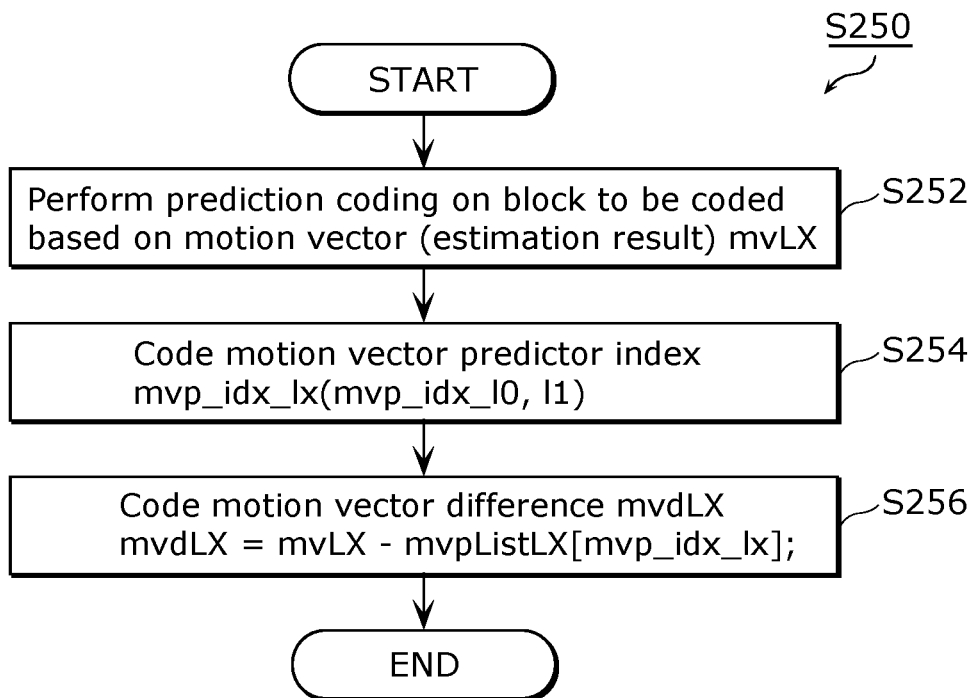 S250
START
Perform prediction coding on block to be coded
based on motion vector (estimation result) mvLX
S252
Code motion vector predictor index
mvp_idx_lx(mvp_idx_l0, l1)
S254
Code motion vector difference mvdLX
mvdLX = mvLX - mvpListLX[mvp_idx_lx];
S256
END